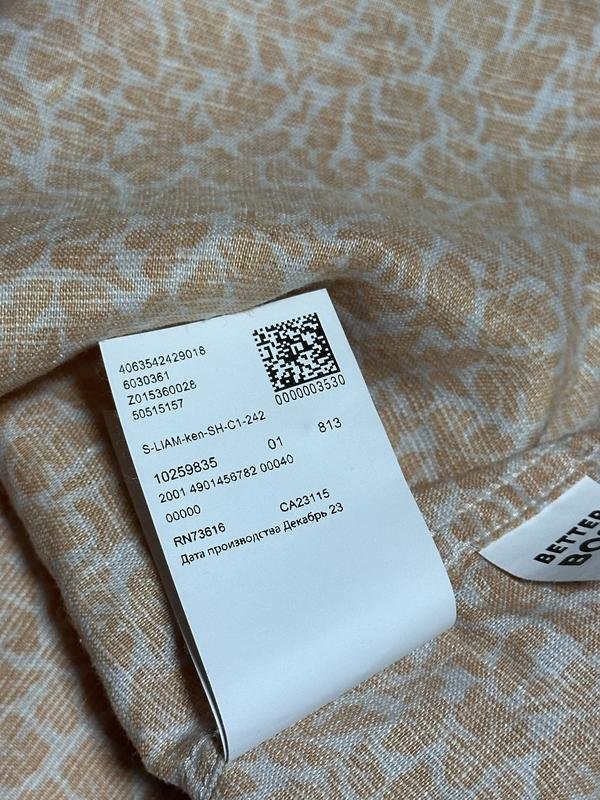 4063542429018
6030361
Z015360028
50515157
0000003530
S-LIAM-ken-SH-C1-242
10259835 01 813
2001 4901456782 00040
00000
RN73616 CA23115
Дата производства Декабрь 23
BETTER